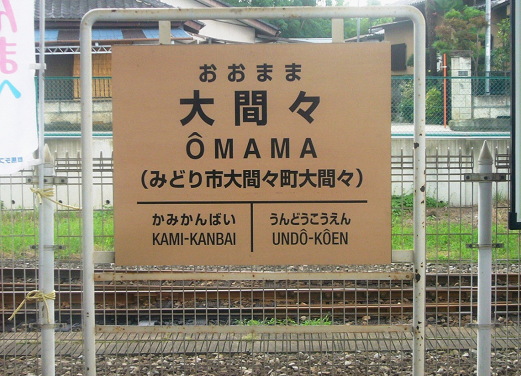 おおまま
大間々
ÔMAMA
(みどり市大間々町大間々)
かみかんばい
KAMI-KANBAI
うんどうこうえん
UNDÔ-KÔEN